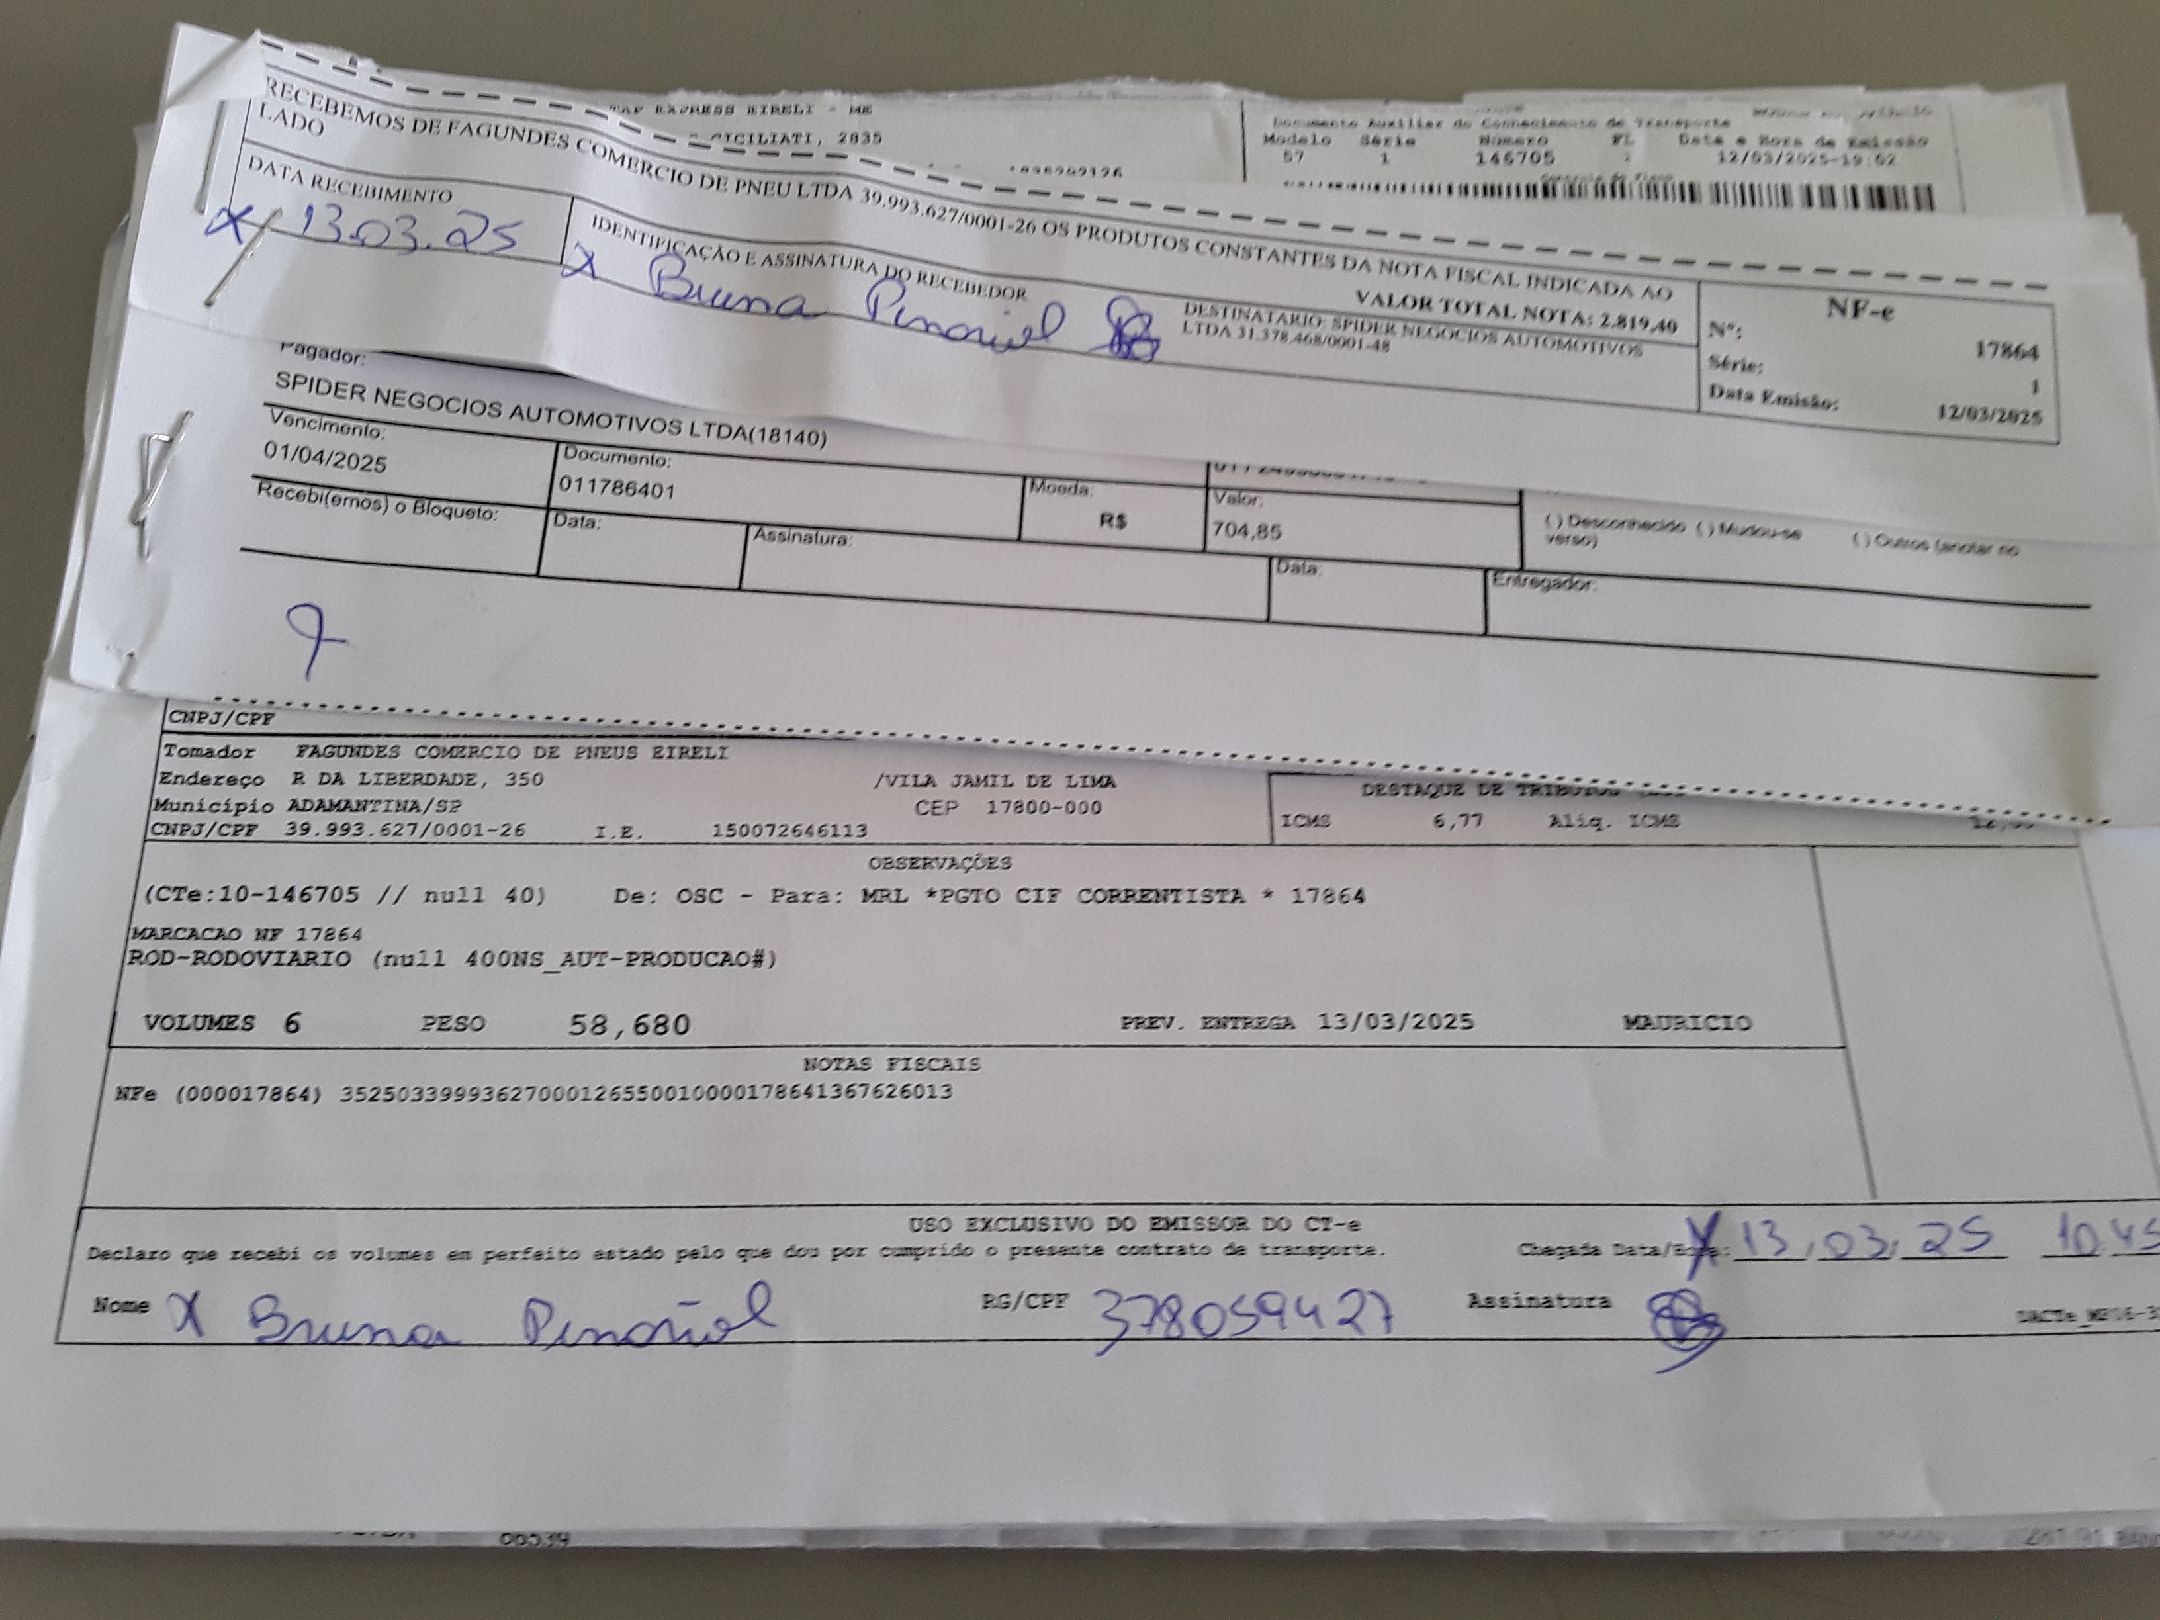 EXPRESS EIRELI - ME
SICILIATI, 2835
Documento Auxiliar do Conhecimento de Transporte
Modelo Série Número FL Data e Hora de Emissão
57 1 146705 12/03/2025-19:02
RECEBEMOS DE FAGUNDES COMERCIO DE PNEU LTDA 39.993.627/0001-26 OS PRODUTOS CONSTANTES DA NOTA FISCAL INDICADA AO
LADO
VALOR TOTAL NOTA: 2.819,40
DATA RECEBIMENTO
X 13.03.25
IDENTIFICAÇÃO E ASSINATURA DO RECEBEDOR
X Bruna
DESTINATARIO: SPIDER NEGOCIOS AUTOMOTIVOS
LTDA 31.378.468/0001-48
NF-e
Nº: 17864
Série: 1
Data Emissão: 12/03/2025
Pagador:
SPIDER NEGOCIOS AUTOMOTIVOS LTDA(18140)
Vencimento:
01/04/2025
Documento:
011786401
Moeda:
R$
Valor:
704,85
( ) Desconhecido ( ) Mudou-se ( ) Outros (anotar no
verso)
Recebi(emos) o Bloqueto:
Data:
Assinatura:
Data:
Entregador:
CNPJ/CPF
Tomador FAGUNDES COMERCIO DE PNEUS EIRELI
Endereço R DA LIBERDADE, 350 /VILA JAMIL DE LIMA
Município ADAMANTINA/SP CEP 17800-000
CNPJ/CPF 39.993.627/0001-26 I.E. 150072646113
DESTAQUE DE
ICMS 6,77 Aliq. ICMS
OBSERVAÇÕES
(CTe:10-146705 // null 40) De: OSC - Para: MRL *PGTO CIF CORRENTISTA * 17864
MARCACAO NF 17864
ROD-RODOVIARIO (null 400NS_AUT-PRODUCAO#)
VOLUMES 6 PESO 58,680 PREV. ENTREGA 13/03/2025 MAURICIO
NOTAS FISCAIS
NFe (000017864) 35250339993627000126550010000178641367626013
USO EXCLUSIVO DO EMISSOR DO CT-e
Declaro que recebi os volumes em perfeito estado pelo que dou por cumprido o presente contrato de transporte.
Chegada Data/Hora: X 13,03,25 10 45
Nome X Bruna
RG/CPF 378059427
Assinatura